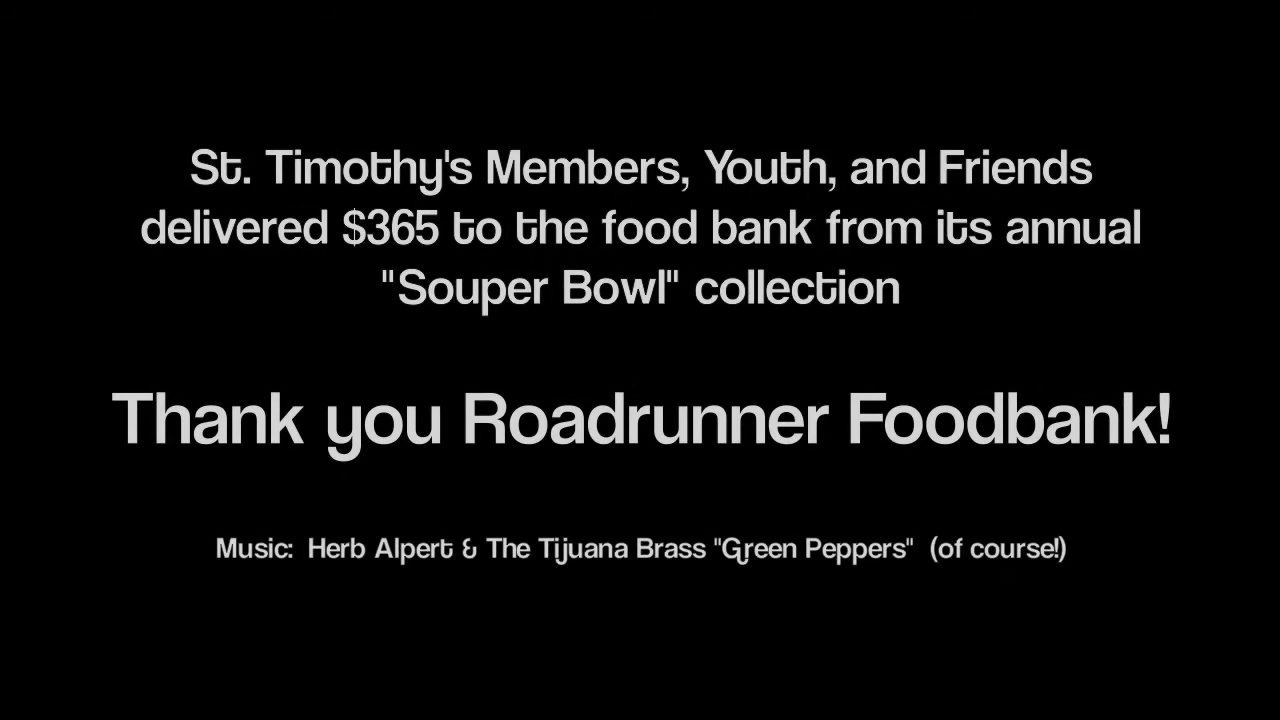 St. Timothy's Members, Youth, and Friends
delivered $365 to the food bank from its annual
"Souper Bowl" collection
Thank you Roadrunner Foodbank!
Music:  Herb Alpert & The Tijuana Brass "Green Peppers"  (of course!)